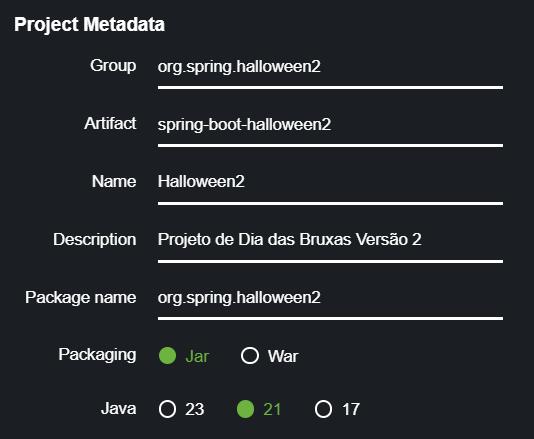 Project Metadata
Group org.spring.halloween2
Artifact spring-boot-halloween2
Name Halloween2
Description Projeto de Dia das Bruxas Versão 2
Package name org.spring.halloween2
Packaging Jar War
Java 23 21 17